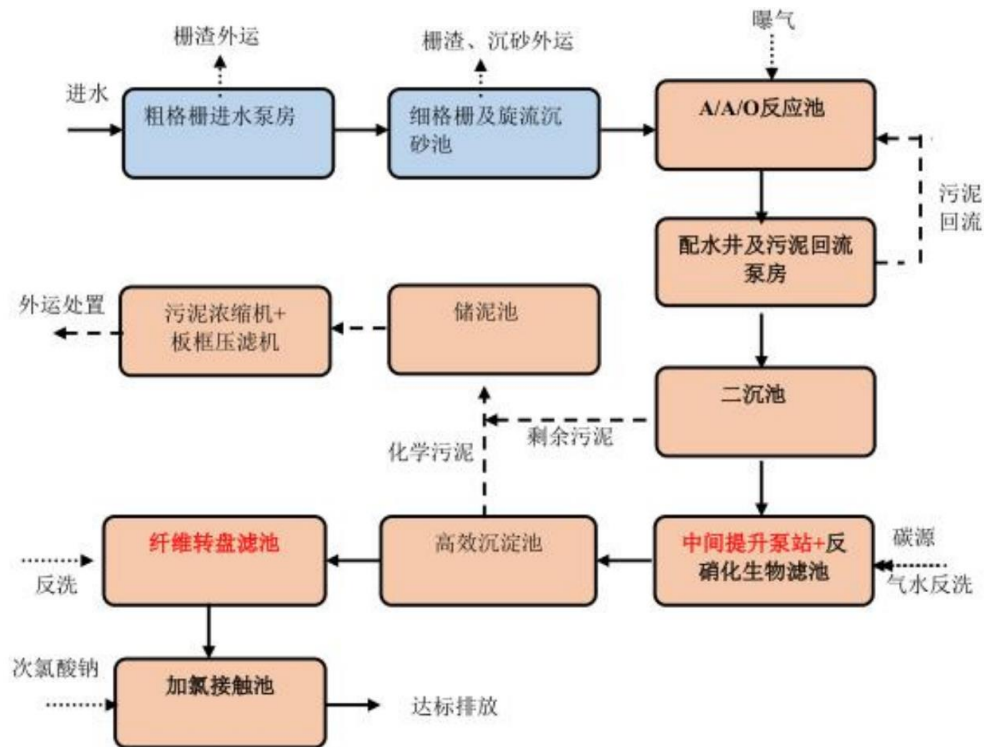 栅渣外运
栅渣、沉砂外运
曝气
进水
粗格栅进水泵房
细格栅及旋流沉
砂池
A/A/O反应池
污泥
回流
配水井及污泥回流
泵房
外运处置
污泥浓缩机+
板框压滤机
储泥池
二沉池
剩余污泥
化学污泥
纤维转盘滤池
高效沉淀池
中间提升泵站+反
硝化生物滤池
碳源
气水反洗
反洗
次氯酸钠
加氯接触池
达标排放